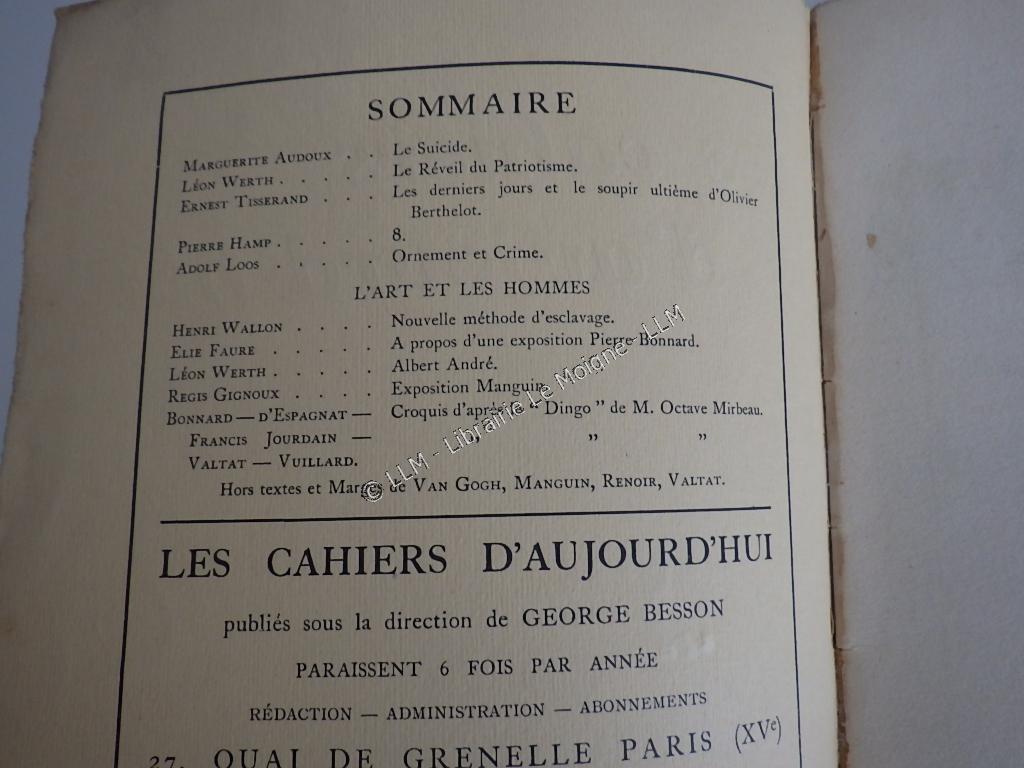 SOMMAIRE
MARGUERITE AUDOUX . . Le Suicide.
LÉON WERTH . . . . . Le Réveil du Patriotisme.
ERNEST TISSERAND . . . Les derniers jours et le soupir ultième d'Olivier
Berthelot.
PIERRE HAMP . . . . . 8.
ADOLF LOOS . . . . . Ornement et Crime.
L'ART ET LES HOMMES
HENRI WALLON . . . . Nouvelle méthode d'esclavage.
ELIE FAURE . . . . . A propos d'une exposition Pierre Bonnard.
LÉON WERTH . . . . . Albert André.
REGIS GIGNOUX . . . . Exposition Manguin.
BONNARD — D'ESPAGNAT — Croquis d'après le “ Dingo ” de M. Octave Mirbeau.
FRANCIS JOURDAIN — „ „ „
VALTAT — VUILLARD.
Hors textes et Marges de VAN GOGH, MANGUIN, RENOIR, VALTAT.
© LLM - Librairie Le Moigne - LLM
LES CAHIERS D'AUJOURD'HUI
publiés sous la direction de GEORGE BESSON
PARAISSENT 6 FOIS PAR ANNÉE
RÉDACTION — ADMINISTRATION — ABONNEMENTS
27, QUAI DE GRENELLE PARIS (XVe)